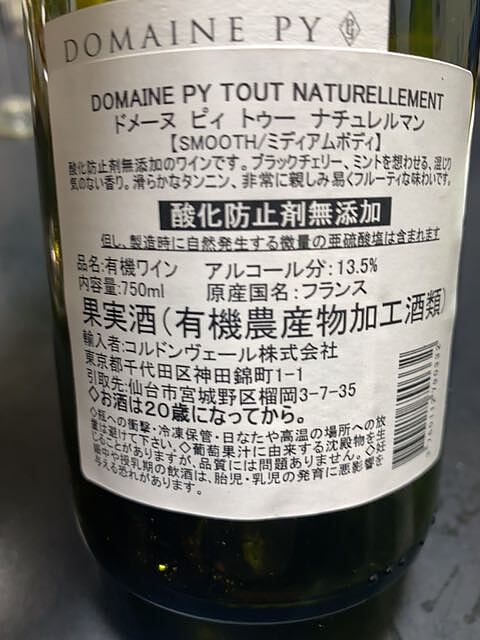 DOMAINE PY
DOMAINE PY TOUT NATURELLEMENT
ドメーヌ ピィ トゥー ナチュレルマン
【SMOOTH/ミディアムボディ】
酸化防止剤無添加のワインです。ブラックチェリー、ミントを想わせる、混じり
気のない香り。滑らかなタンニン、非常に親しみ易くフルーティな味わいです。
酸化防止剤無添加
但し、製造時に自然発生する微量の亜硫酸塩は含まれます
品名:有機ワイン アルコール分:13.5%
内容量:750ml 原産国名:フランス
果実酒(有機農産物加工酒類)
輸入者:コルドンヴェール株式会社
東京都千代田区神田錦町1-1
引取先:仙台市宮城野区榴岡3-7-35
◇お酒は20歳になってから。
◇瓶への衝撃・冷凍保管・日なたや高温の場所への放
置は避けて下さい。◇葡萄果汁に由来する沈殿物を生
じることがありますが、品質には問題ありません。◇妊
娠中や授乳期の飲酒は、胎児・乳児の発育に悪影響を
与える恐れがあります。